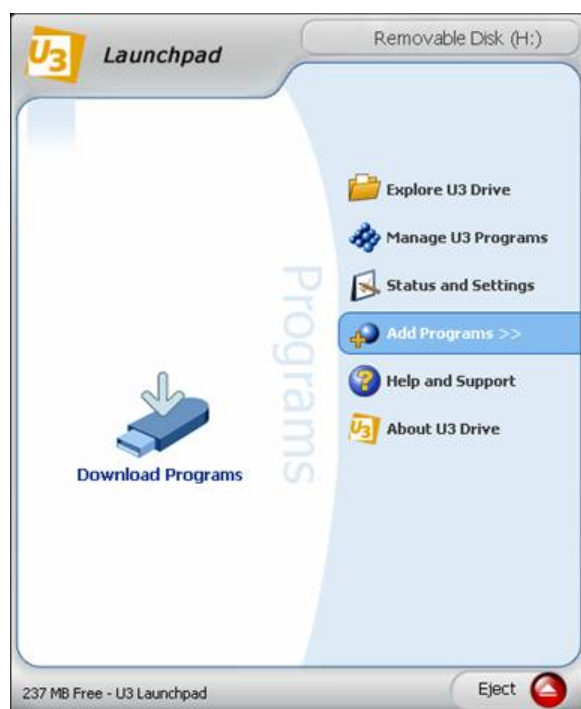 U3 Launchpad
Removable Disk (H:)
Explore U3 Drive
Manage U3 Programs
Status and Settings
Add Programs >>
Help and Support
U3 About U3 Drive
Programs
Download Programs
237 MB Free - U3 Launchpad
Eject